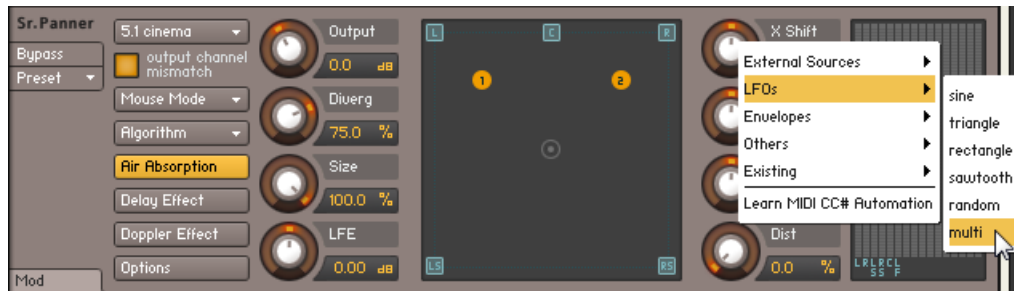 Sr.Panner
Bypass
Preset
Mod
5.1 cinema
output channel
mismatch
Mouse Mode
Algorithm
Air Absorption
Delay Effect
Doppler Effect
Options
Output
0.0 dB
Diverg
75.0 %
Size
100.0 %
LFE
0.00 dB
L C R
1 2
LS RS
X Shift
External Sources
LFOs
Envelopes
Others
Existing
Learn MIDI CC# Automation
sine
triangle
rectangle
sawtooth
random
multi
Dist
0.0 %
LRLRCL
SS F